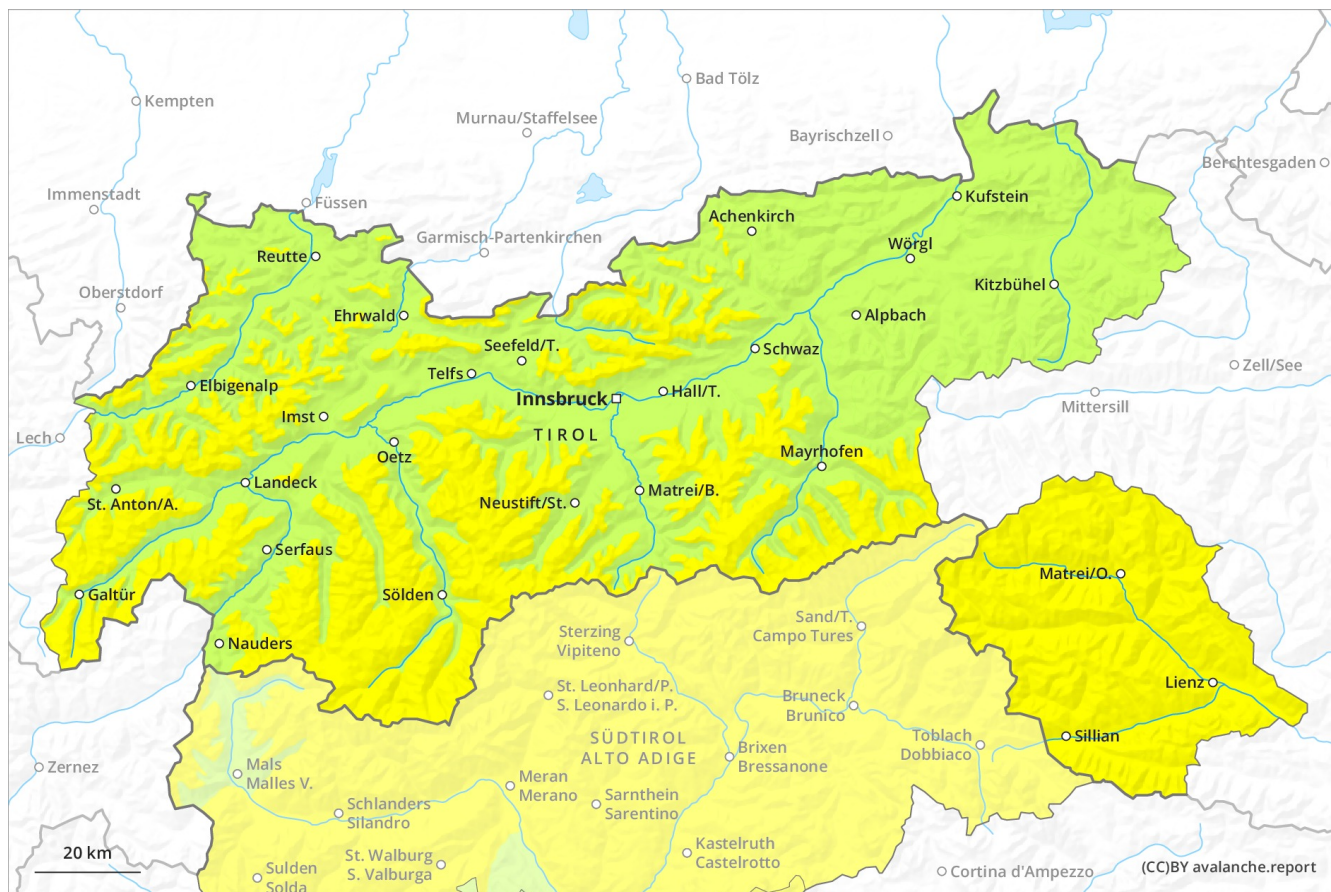 Kempten
Bad Tölz
Murnau/Staffelsee
Bayrischzell
Berchtesgaden
Immenstadt
Füssen
Kufstein
Achenkirch
Garmisch-Partenkirchen
Wörgl
Reutte
Kitzbühel
Oberstdorf
Ehrwald
Alpbach
Seefeld/T.
Schwaz
Zell/See
Telfs
Elbigenalp
Hall/T.
Innsbruck
Mittersill
Imst
TIROL
Lech
Oetz
Mayrhofen
Landeck
Matrei/B.
St. Anton/A.
Neustift/St.
Serfaus
Matrei/O.
Galtür
Sölden
Sand/T.
Campo Tures
Sterzing
Vipiteno
Nauders
Lienz
St. Leonhard/P.
S. Leonardo i. P.
Bruneck
Brunico
Sillian
SÜDTIROL
ALTO ADIGE
Toblach
Dobbiaco
Brixen
Bressanone
Zernez
Mals
Malles V.
Meran
Merano
Sarnthein
Sarentino
Schlanders
Silandro
Kastelruth
Castelrotto
20 km
St. Walburg
S. Valburga
Sulden
Solda
Cortina d'Ampezzo
(CC)BY avalanche.report